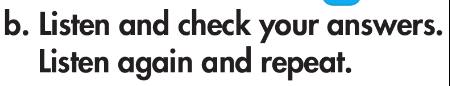 b. Listen and check your answers.
Listen again and repeat.